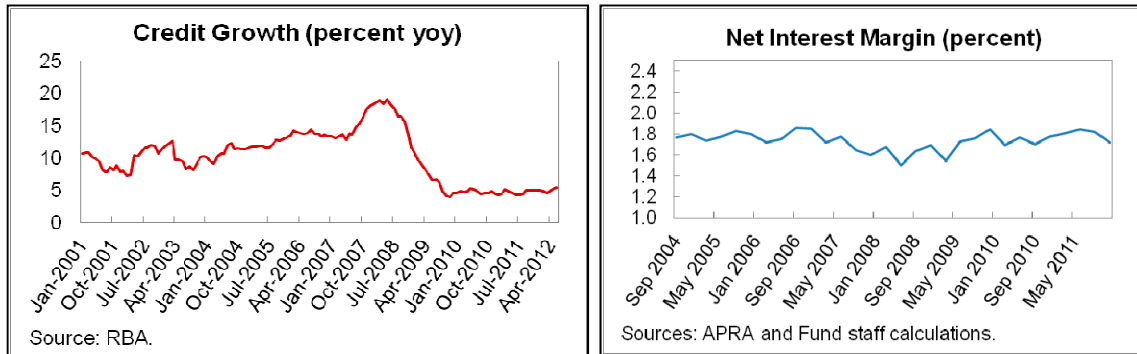 Credit Growth (percent yoy)
25
20
15
10
5
0
Jan-2001
Oct-2001
Jul-2002
Apr-2003
Jan-2004
Oct-2004
Jul-2005
Apr-2006
Jan-2007
Oct-2007
Jul-2008
Apr-2009
Jan-2010
Oct-2010
Jul-2011
Apr-2012
Source: RBA.
Net Interest Margin (percent)
2.4
2.2
2.0
1.8
1.6
1.4
1.2
1.0
Sep 2004
May 2005
Jan 2006
Sep 2006
May 2007
Jan 2008
Sep 2008
May 2009
Jan 2010
Sep 2010
May 2011
Sources: APRA and Fund staff calculations.